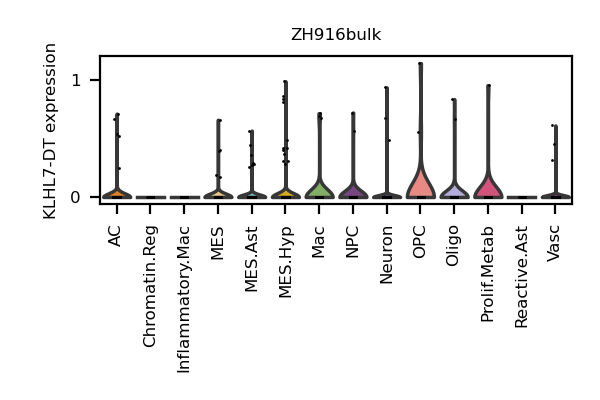 ZH916bulk
KLHL7-DT expression
1
0
AC
Chromatin.Reg
Inflammatory.Mac
MES
MES.Ast
MES.Hyp
Mac
NPC
Neuron
OPC
Oligo
Prolif.Metab
Reactive.Ast
Vasc